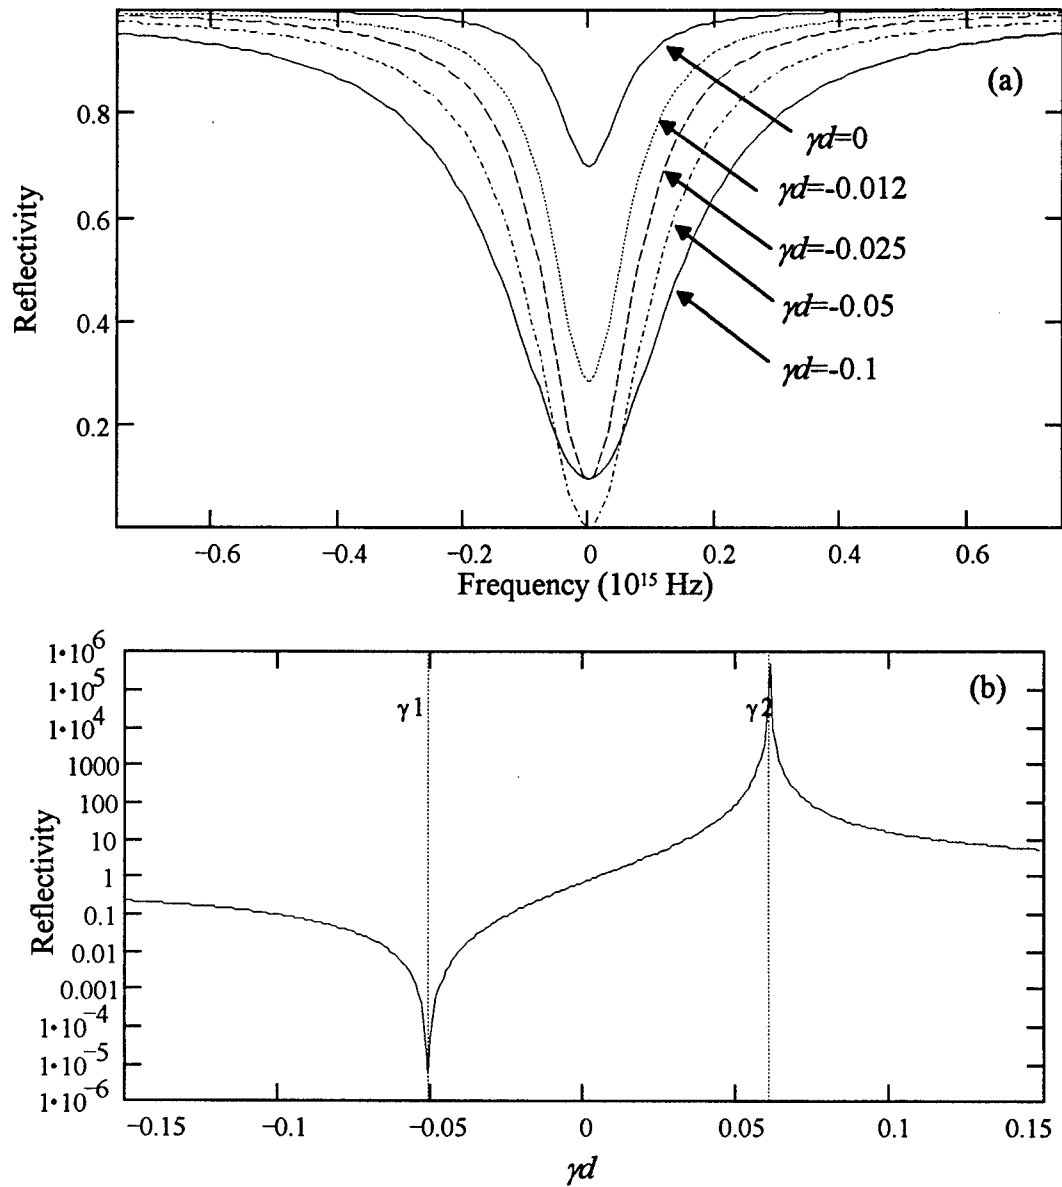 (a)
0.8
0.6
0.4
0.2
Reflectivity
γd=0
γd=-0.012
γd=-0.025
γd=-0.05
γd=-0.1
−0.6 −0.4 −0.2 0 0.2 0.4 0.6
Frequency (10¹⁵ Hz)
(b)
γ1
γ2
1•10⁶
1•10⁵
1•10⁴
1000
100
10
1
0.1
0.01
0.001
1•10⁻⁴
1•10⁻⁵
1•10⁻⁶
Reflectivity
−0.15 −0.1 −0.05 0 0.05 0.1 0.15
γd